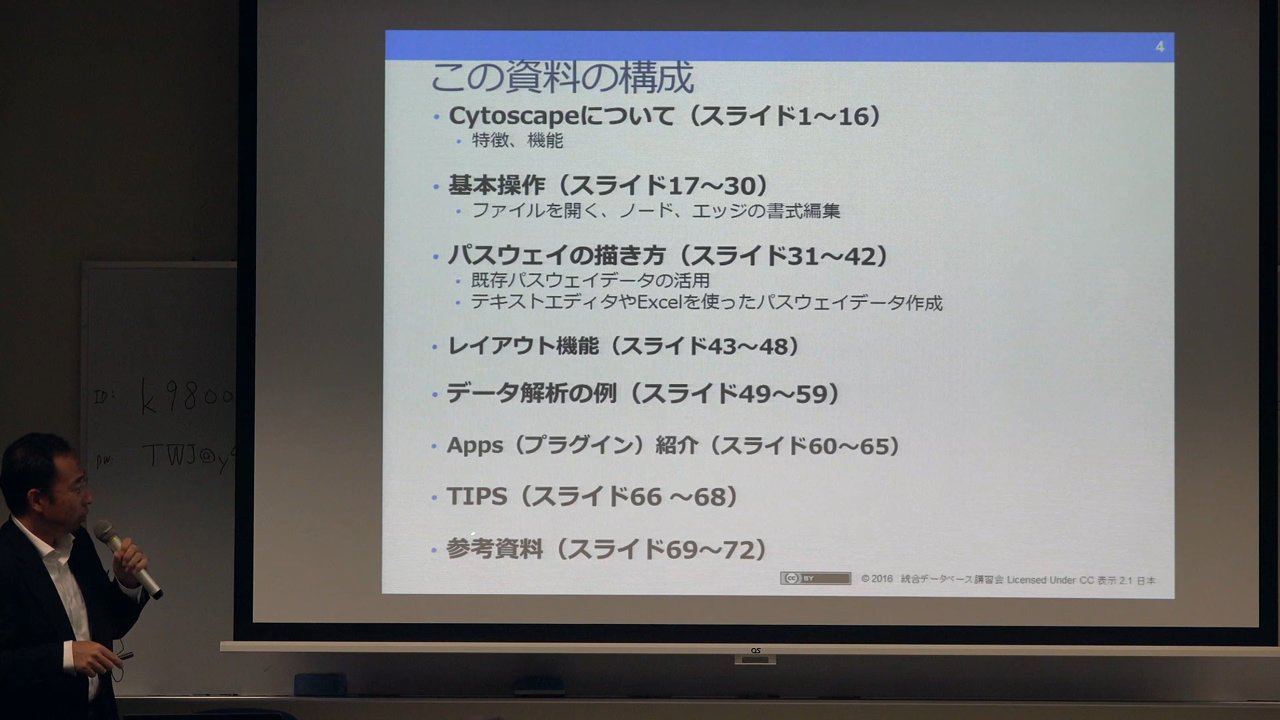 4
この資料の構成
・Cytoscapeについて（スライド1～16）
・特徴、機能
・基本操作（スライド17～30）
・ファイルを開く、ノード、エッジの書式編集
・パスウェイの描き方（スライド31～42）
・既存パスウェイデータの活用
・テキストエディタやExcelを使ったパスウェイデータ作成
・レイアウト機能（スライド43～48）
・データ解析の例（スライド49～59）
・Apps（プラグイン）紹介（スライド60～65）
・TIPS（スライド66 ～68）
・参考資料（スライド69～72）
cc BY
© 2016 統合データベース講習会 Licensed Under CC 表示 2.1 日本
ID: k9800
pw: TWJ@y
OS